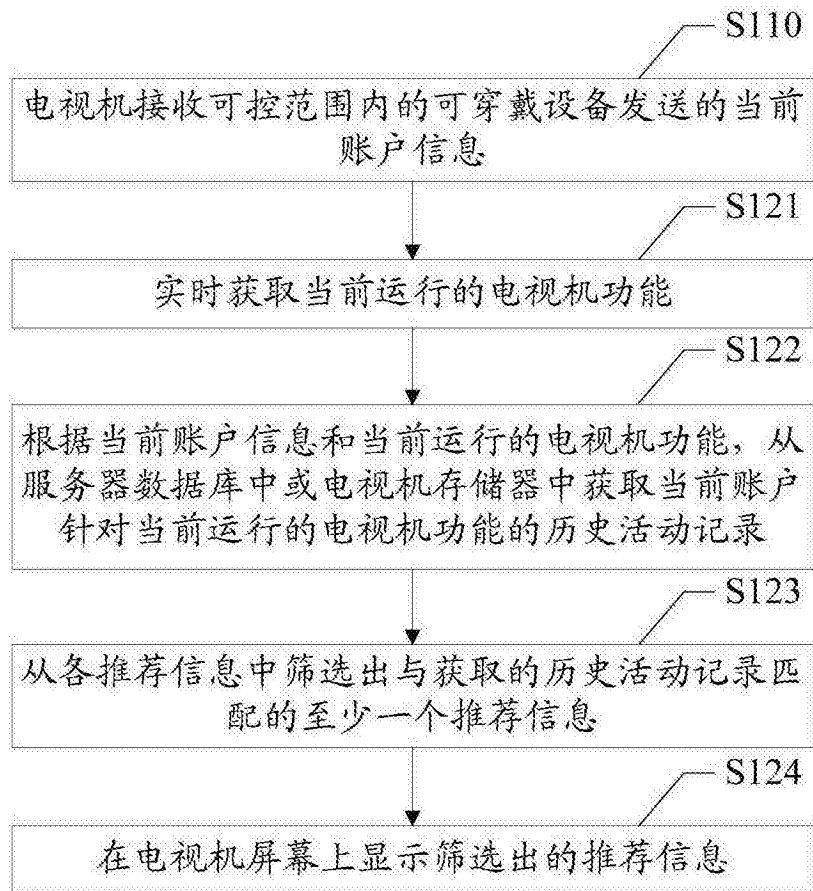 S110
电视机接收可控范围内的可穿戴设备发送的当前
账户信息
S121
实时获取当前运行的电视机功能
S122
根据当前账户信息和当前运行的电视机功能，从
服务器数据库中或电视机存储器中获取当前账户
针对当前运行的电视机功能的历史活动记录
S123
从各推荐信息中筛选出与获取的历史活动记录匹
配的至少一个推荐信息
S124
在电视机屏幕上显示筛选出的推荐信息